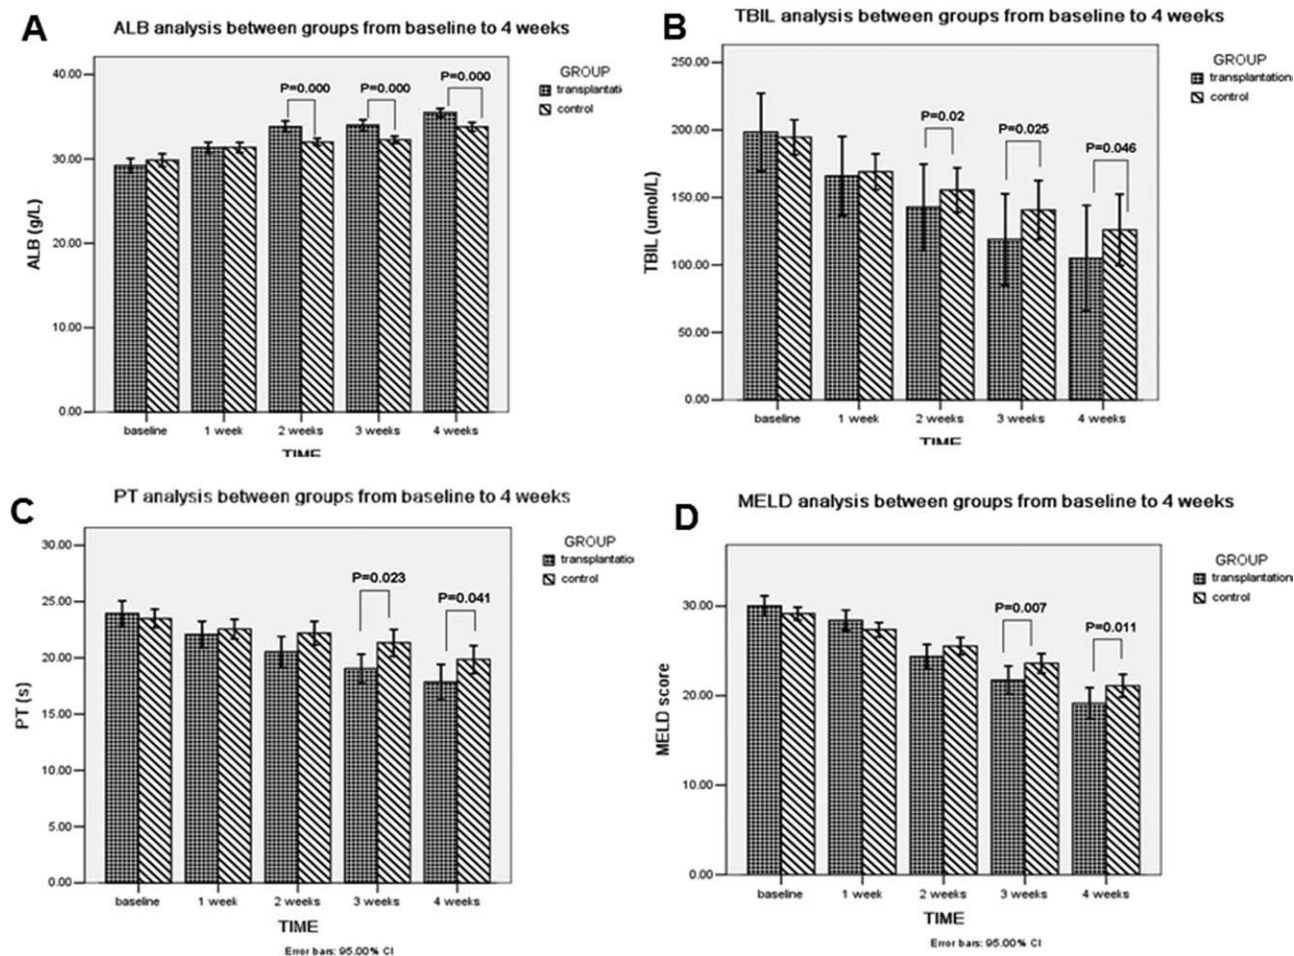 A
ALB analysis between groups from baseline to 4 weeks
GROUP
transplantati
control
P=0.000
P=0.000
P=0.000
40.00
30.00
20.00
10.00
0.00
ALB (g/L)
baseline 1 week 2 weeks 3 weeks 4 weeks
TIME
B
TBIL analysis between groups from baseline to 4 weeks
GROUP
transplantation
control
P=0.02
P=0.025
P=0.046
250.00
200.00
150.00
100.00
50.00
0.00
TBIL (umol/L)
baseline 1 week 2 weeks 3 weeks 4 weeks
TIME
C
PT analysis between groups from baseline to 4 weeks
GROUP
transplantatio
control
P=0.023
P=0.041
30.00
25.00
20.00
15.00
10.00
5.00
0.00
PT (s)
baseline 1 week 2 weeks 3 weeks 4 weeks
TIME
Error bars: 95.00% CI
D
MELD analysis between groups from baseline to 4 weeks
GROUP
transplantation
control
P=0.007
P=0.011
30.00
20.00
10.00
0.00
MELD score
baseline 1 week 2 weeks 3 weeks 4 weeks
TIME
Error bars: 95.00% CI